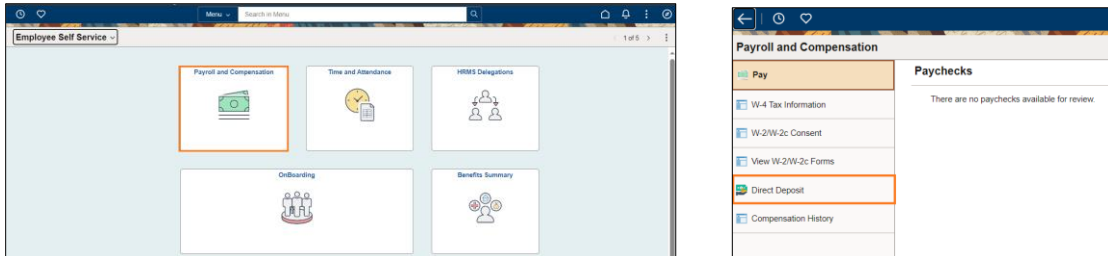 Menu
Search in Menu
Employee Self Service
1 of 5
Payroll and Compensation
Time and Attendance
HRMS Delegations
OnBoarding
Benefits Summary
Payroll and Compensation
Pay
W-4 Tax Information
W-2/W-2c Consent
View W-2/W-2c Forms
Direct Deposit
Compensation History
Paychecks
There are no paychecks available for review.